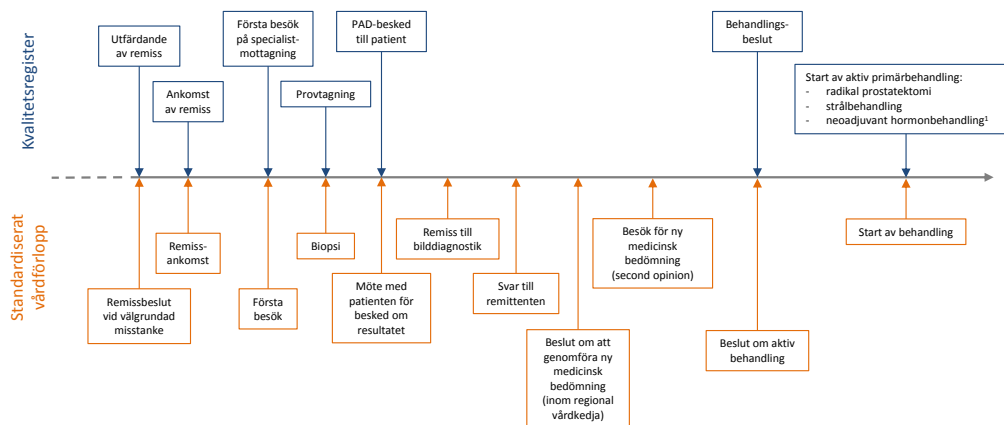 Kvalitetsregister
Utfärdande
av remiss
Ankomst
av remiss
Första besök
på specialist-
mottagning
Provtagning
PAD-besked
till patient
Behandlings-
beslut
Start av aktiv primärbehandling:
- radikal prostatektomi
- strålbehandling
- neoadjuvant hormonbehandling¹
Standardiserat
vårdförlopp
Remissbeslut
vid välgrundad
misstanke
Remiss-
ankomst
Första
besök
Biopsi
Möte med
patienten för
besked om
resultatet
Remiss till
bilddiagnostik
Svar till
remittenten
Beslut om att
genomföra ny
medicinsk
bedömning
(inom regional
vårdkedja)
Besök för ny
medicinsk
bedömning
(second opinion)
Beslut om aktiv
behandling
Start av behandling